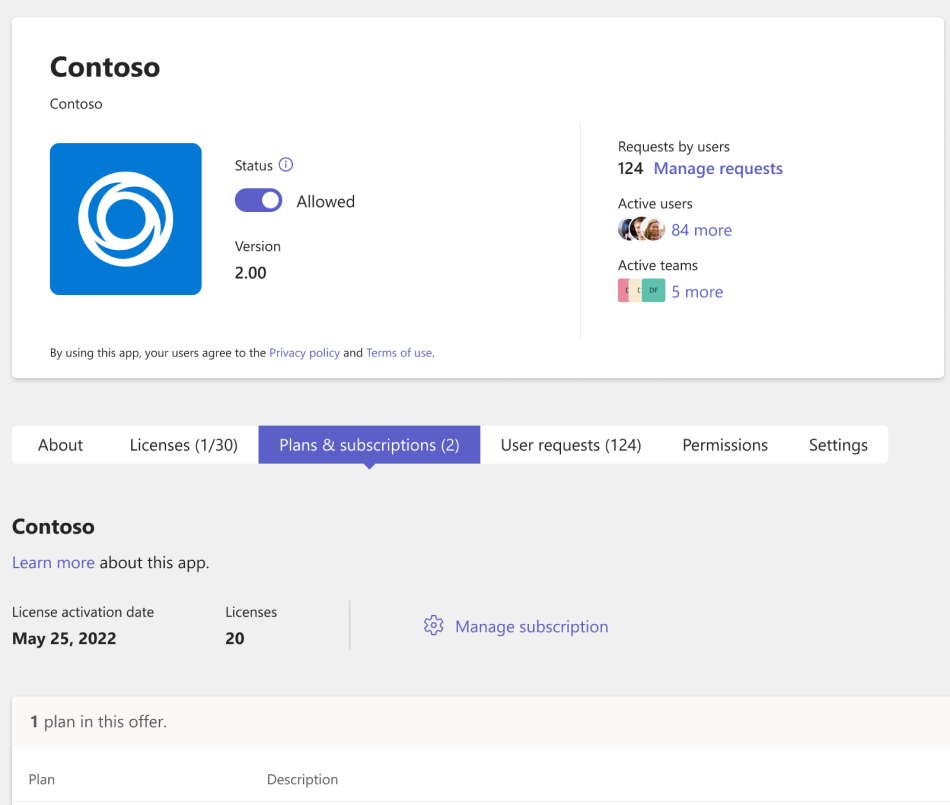 Contoso
Contoso
Status
Allowed
Version
2.00
Requests by users
124 Manage requests
Active users
84 more
Active teams
DF 5 more
By using this app, your users agree to the Privacy policy and Terms of use.
About Licenses (1/30) Plans & subscriptions (2) User requests (124) Permissions Settings
Contoso
Learn more about this app.
License activation date Licenses
May 25, 2022 20
Manage subscription
1 plan in this offer.
Plan Description